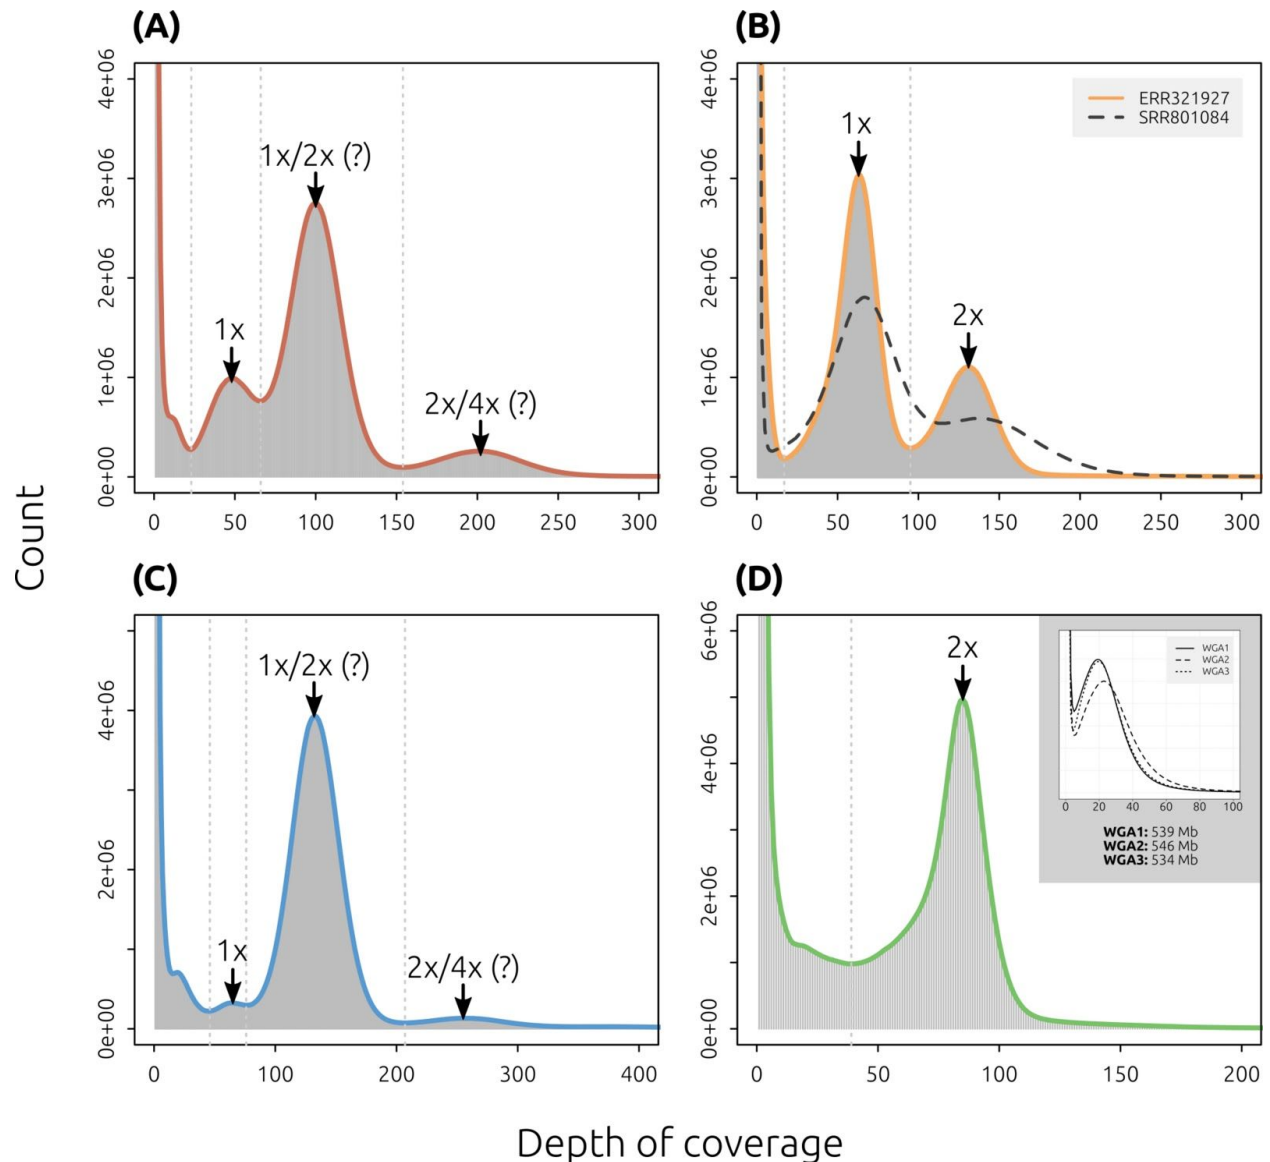 (A)
4e+06
3e+06
2e+06
1e+06
0e+00
1x
1x/2x (?)
2x/4x (?)
0 50 100 150 200 250 300
(B)
4e+06
3e+06
2e+06
1e+06
0e+00
ERR321927
SRR801084
1x
2x
0 50 100 150 200 250 300
Count
(C)
4e+06
2e+06
0e+00
1x/2x (?)
1x
2x/4x (?)
0 100 200 300 400
(D)
6e+06
4e+06
2e+06
0e+00
2x
WGA1
WGA2
WGA3
0 20 40 60 80 100
WGA1: 539 Mb
WGA2: 546 Mb
WGA3: 534 Mb
0 50 100 150 200
Depth of coverage